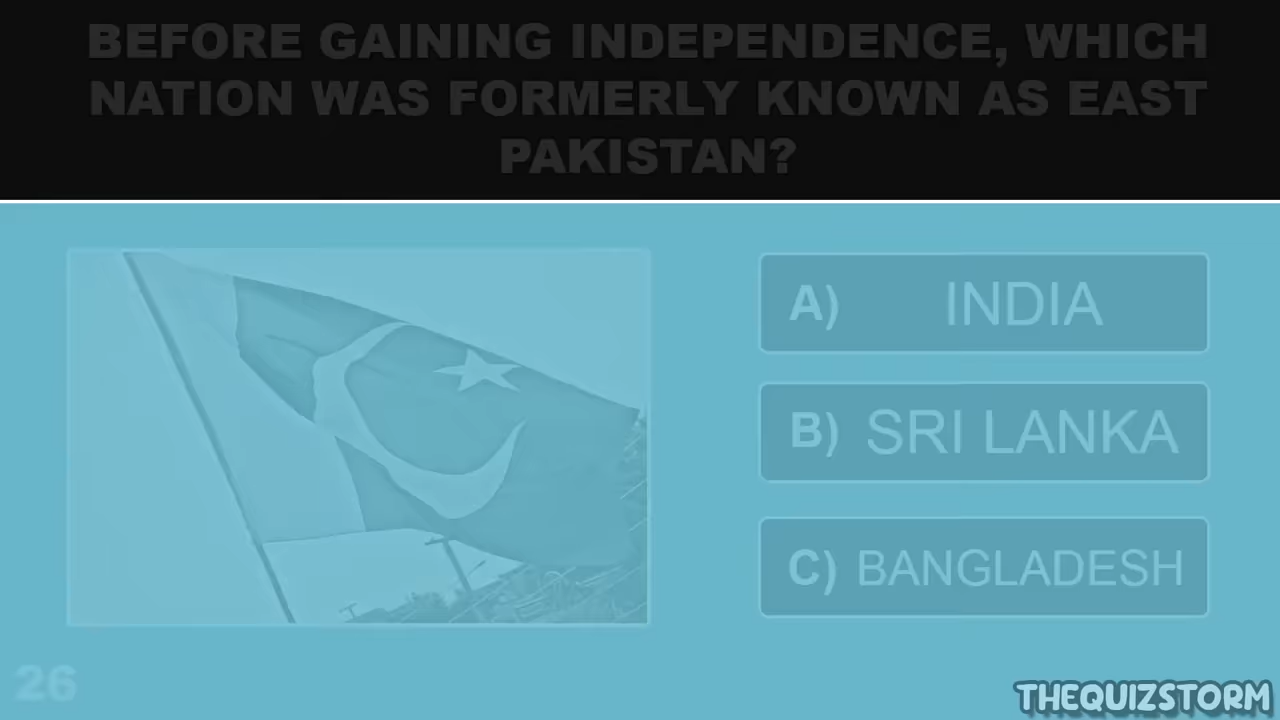 BEFORE GAINING INDEPENDENCE, WHICH
NATION WAS FORMERLY KNOWN AS EAST
PAKISTAN?
A) INDIA
B) SRI LANKA
C) BANGLADESH
26
THEQUIZSTORM